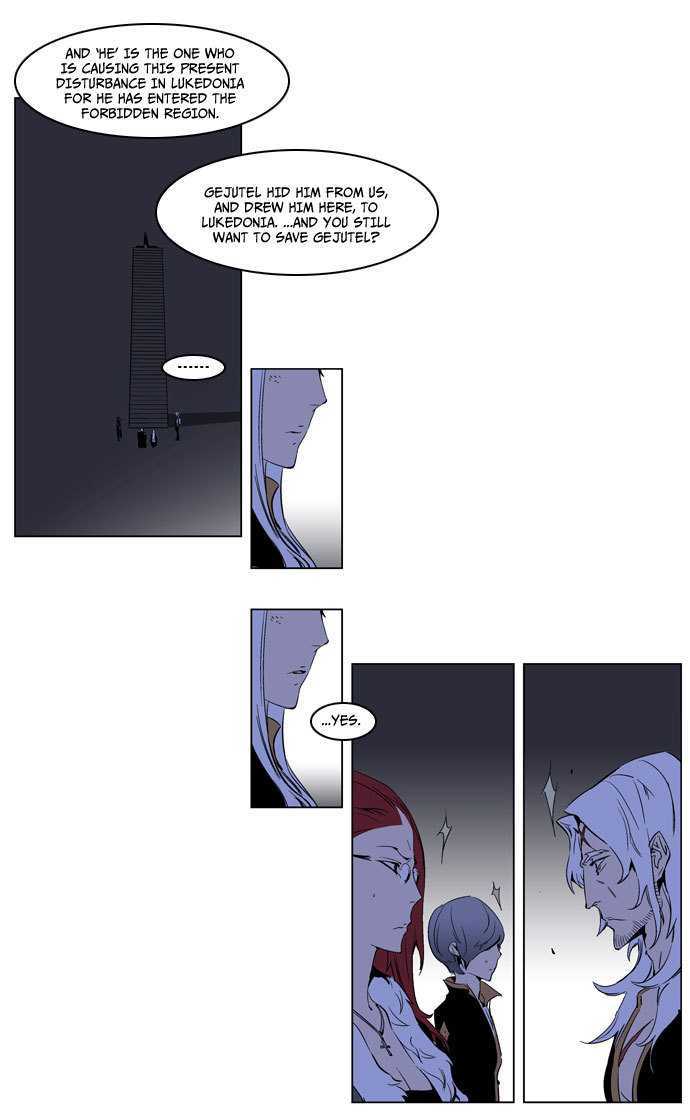 AND 'HE' IS THE ONE WHO
IS CAUSING THIS PRESENT
DISTURBANCE IN LUKEDONIA
FOR HE HAS ENTERED THE
FORBIDDEN REGION.
GEJUTEL HID HIM FROM US,
AND DREW HIM HERE, TO
LUKEDONIA. ...AND YOU STILL
WANT TO SAVE GEJUTEL?
------
...YES.